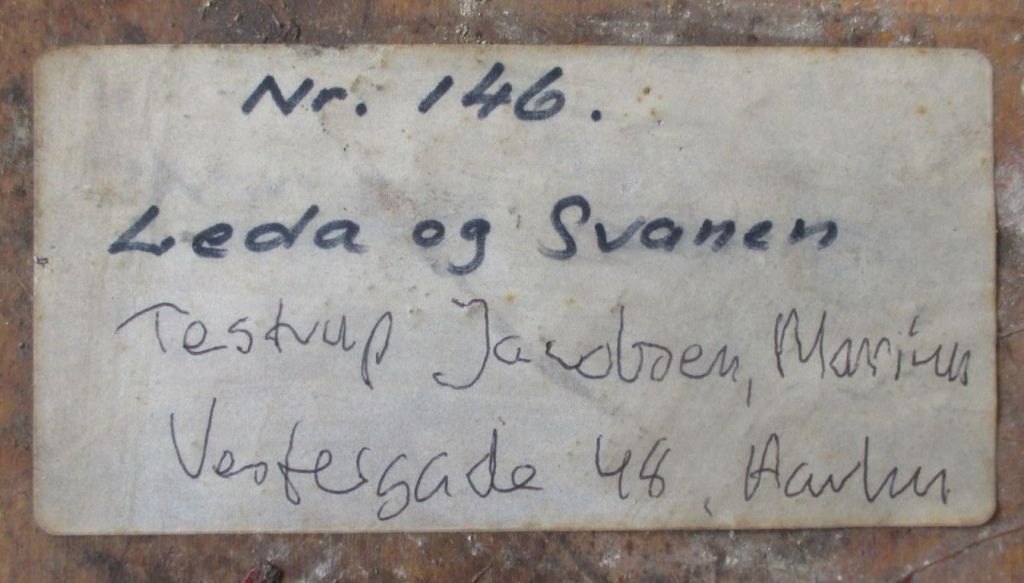 Nr. 146.
Leda og Svanen
Testrup Jacobsen, Marius
Vestergade 48, Aarhus